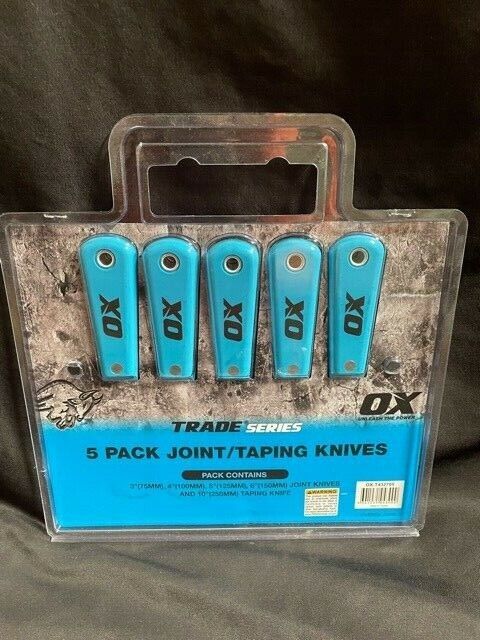 OX OX OX OX OX
OX
UNLEASH THE POWER
TRADE SERIES
5 PACK JOINT/TAPING KNIVES
PACK CONTAINS
3"(75MM), 4"(100MM), 5"(125MM), 6"(150MM) JOINT KNIVES
AND 10"(250MM) TAPING KNIFE
WARNING